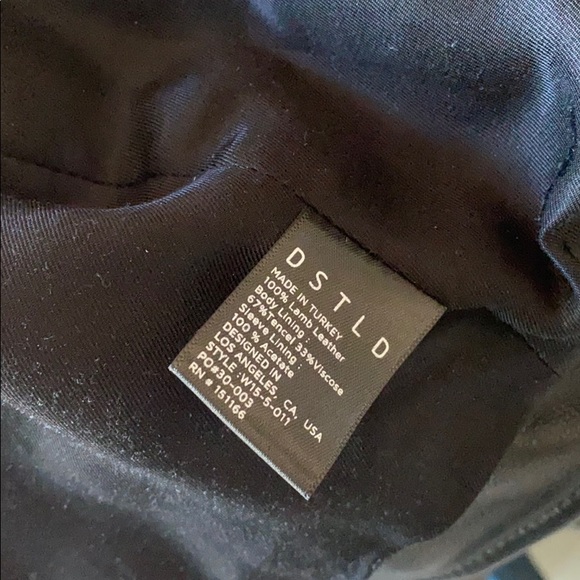 D S T L D
MADE IN TURKEY
100% Lamb Leather
Body Lining :
67%Tencel 33%Viscose
Sleeve Lining :
100 % Acetate
DESIGNED IN
LOS ANGELES, CA, USA
STYLE :W15-5-011
PO#30-003
RN # 151166